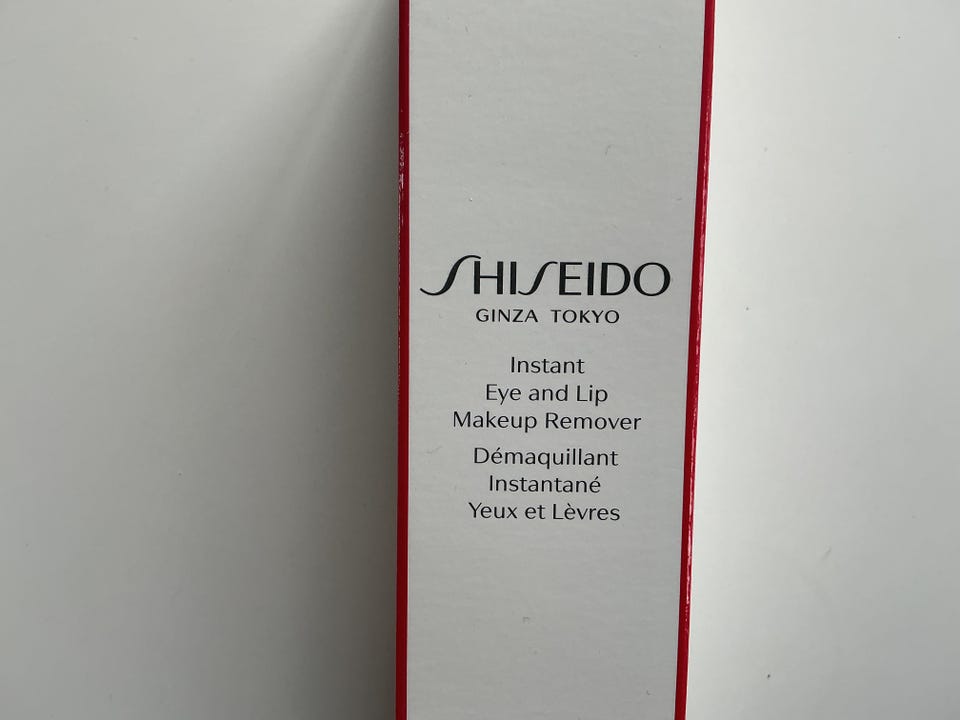 SHISEIDO
GINZA TOKYO
Instant
Eye and Lip
Makeup Remover
Démaquillant
Instantané
Yeux et Lèvres